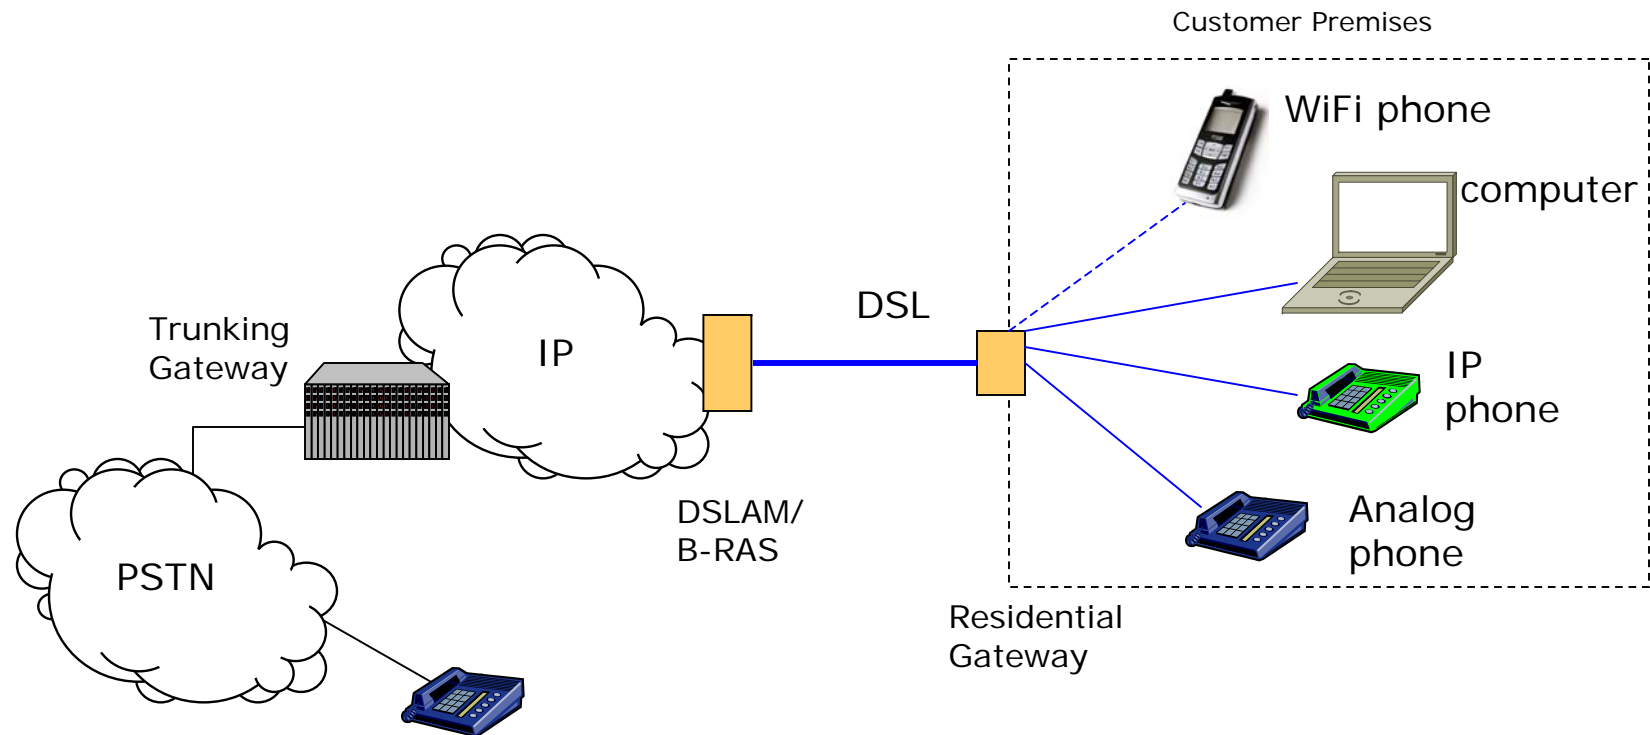 Customer Premises
WiFi phone
computer
DSL
Trunking
Gateway
IP
IP
phone
DSLAM/
B-RAS
Analog
phone
PSTN
Residential
Gateway